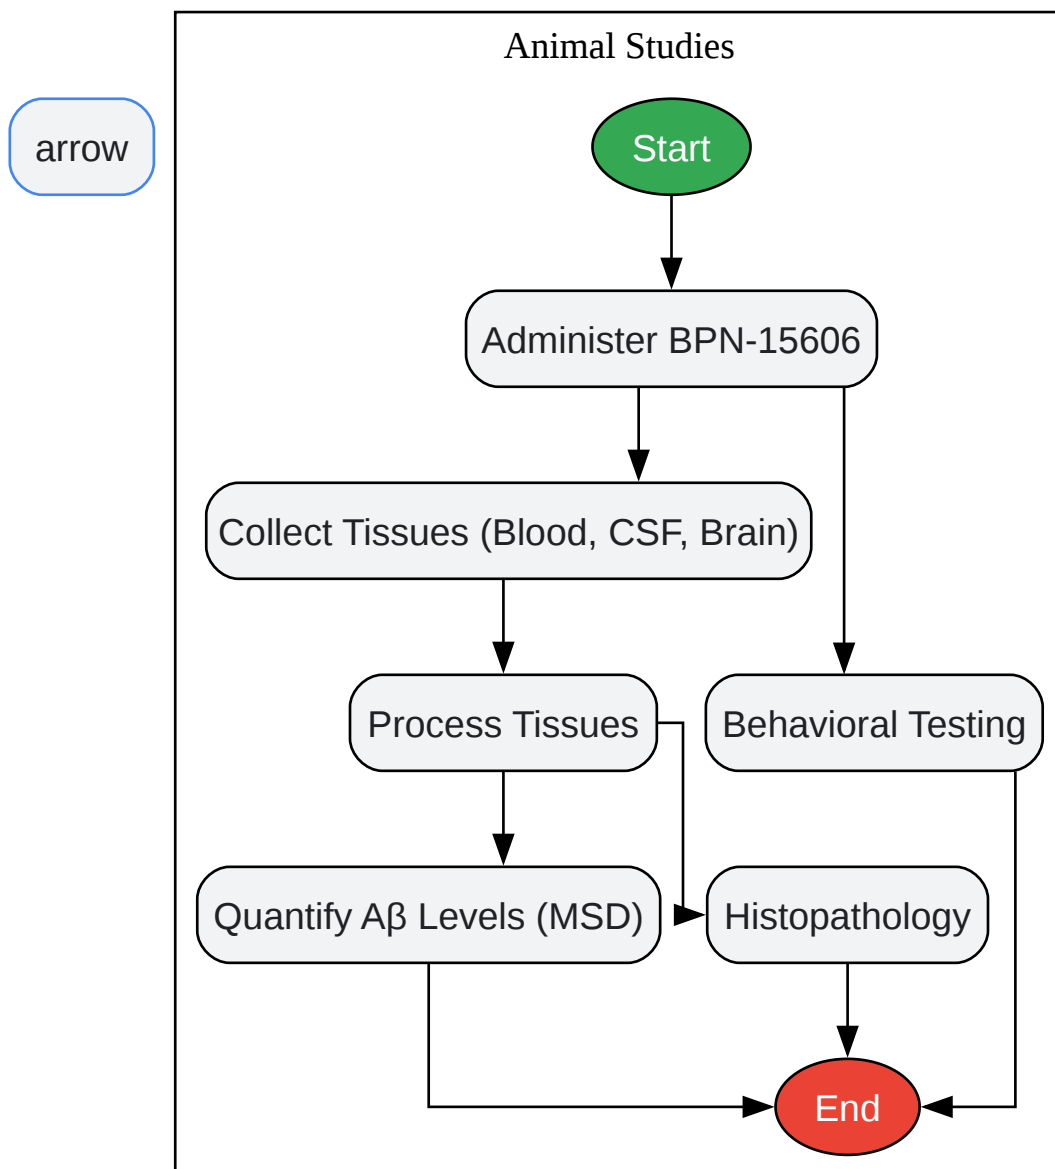 Animal Studies
arrow
Start
Administer BPN-15606
Collect Tissues (Blood, CSF, Brain)
Process Tissues
Behavioral Testing
Quantify Aβ Levels (MSD)
Histopathology
End